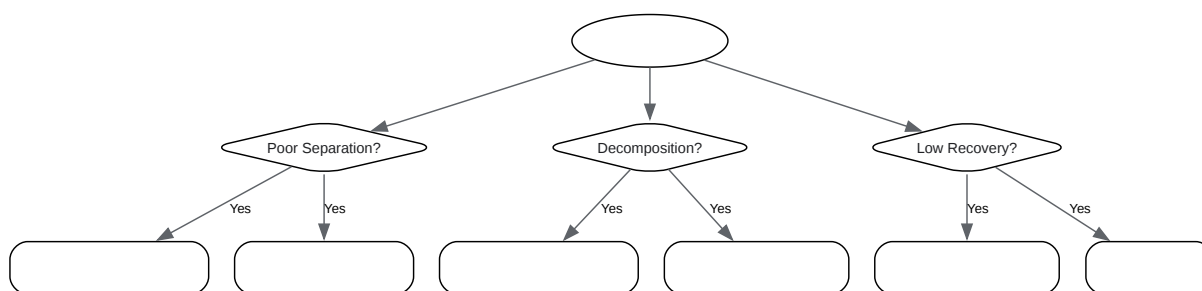 Poor Separation?
Decomposition?
Low Recovery?
Yes
Yes
Yes
Yes
Yes
Yes